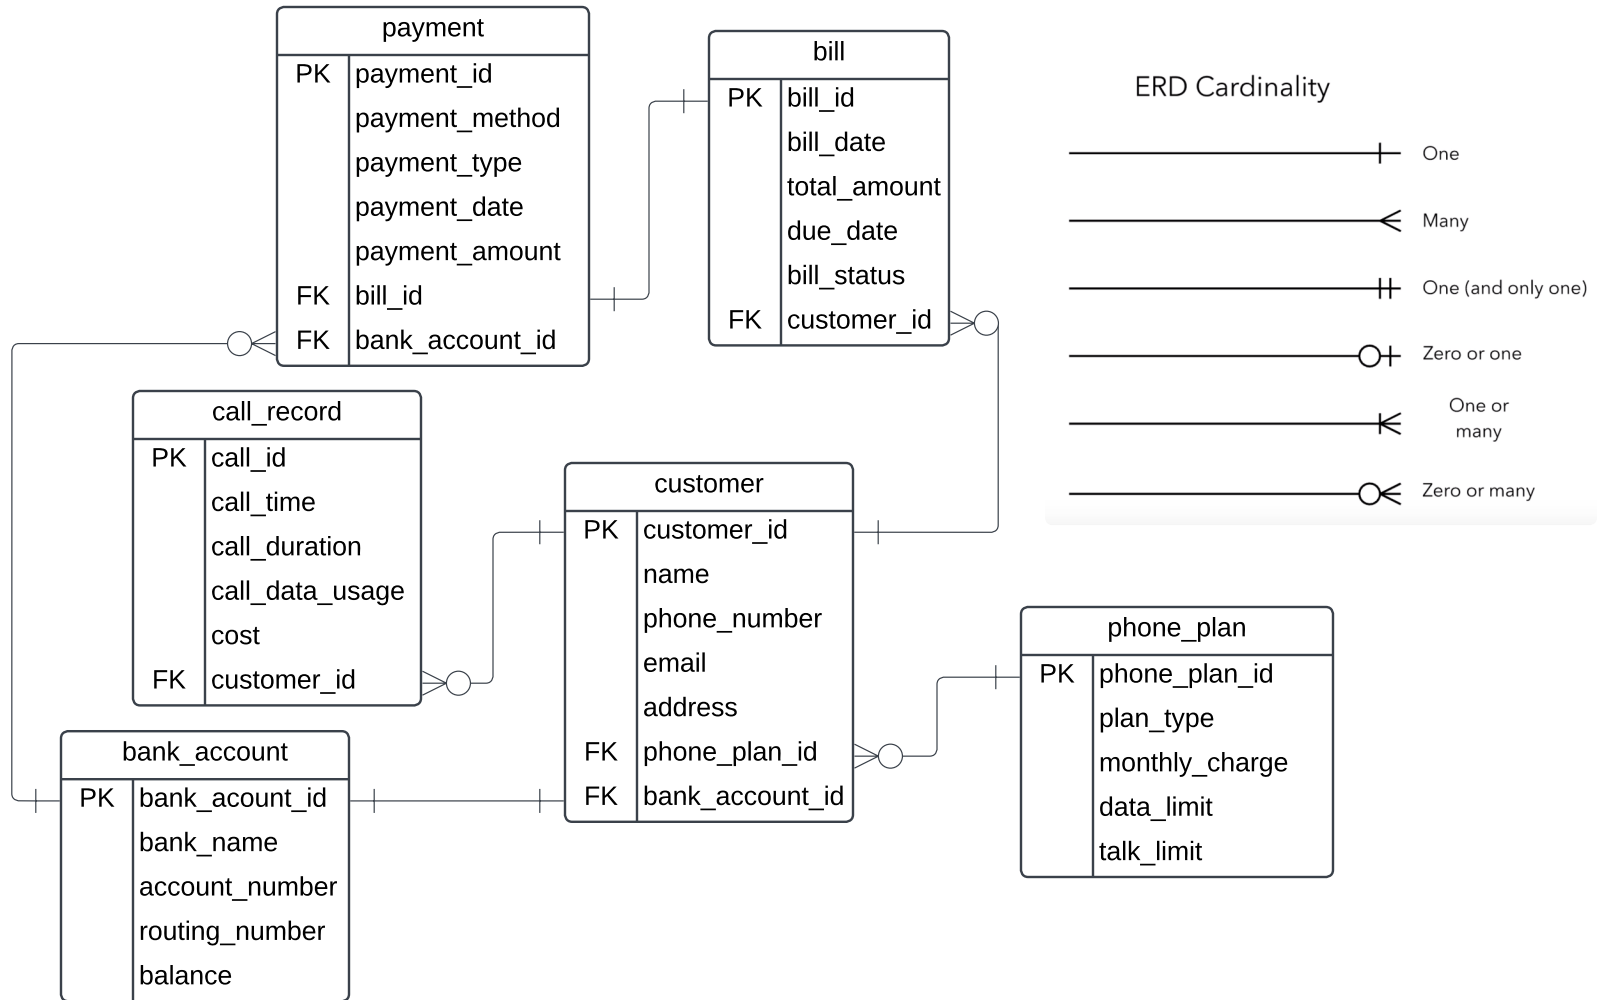 payment
PK payment_id
payment_method
payment_type
payment_date
payment_amount
FK bill_id
FK bank_account_id
bill
PK bill_id
bill_date
total_amount
due_date
bill_status
FK customer_id
ERD Cardinality
One
Many
One (and only one)
Zero or one
One or
many
Zero or many
call_record
PK call_id
call_time
call_duration
call_data_usage
cost
FK customer_id
customer
PK customer_id
name
phone_number
email
address
FK phone_plan_id
FK bank_account_id
phone_plan
PK phone_plan_id
plan_type
monthly_charge
data_limit
talk_limit
bank_account
PK bank_acount_id
bank_name
account_number
routing_number
balance